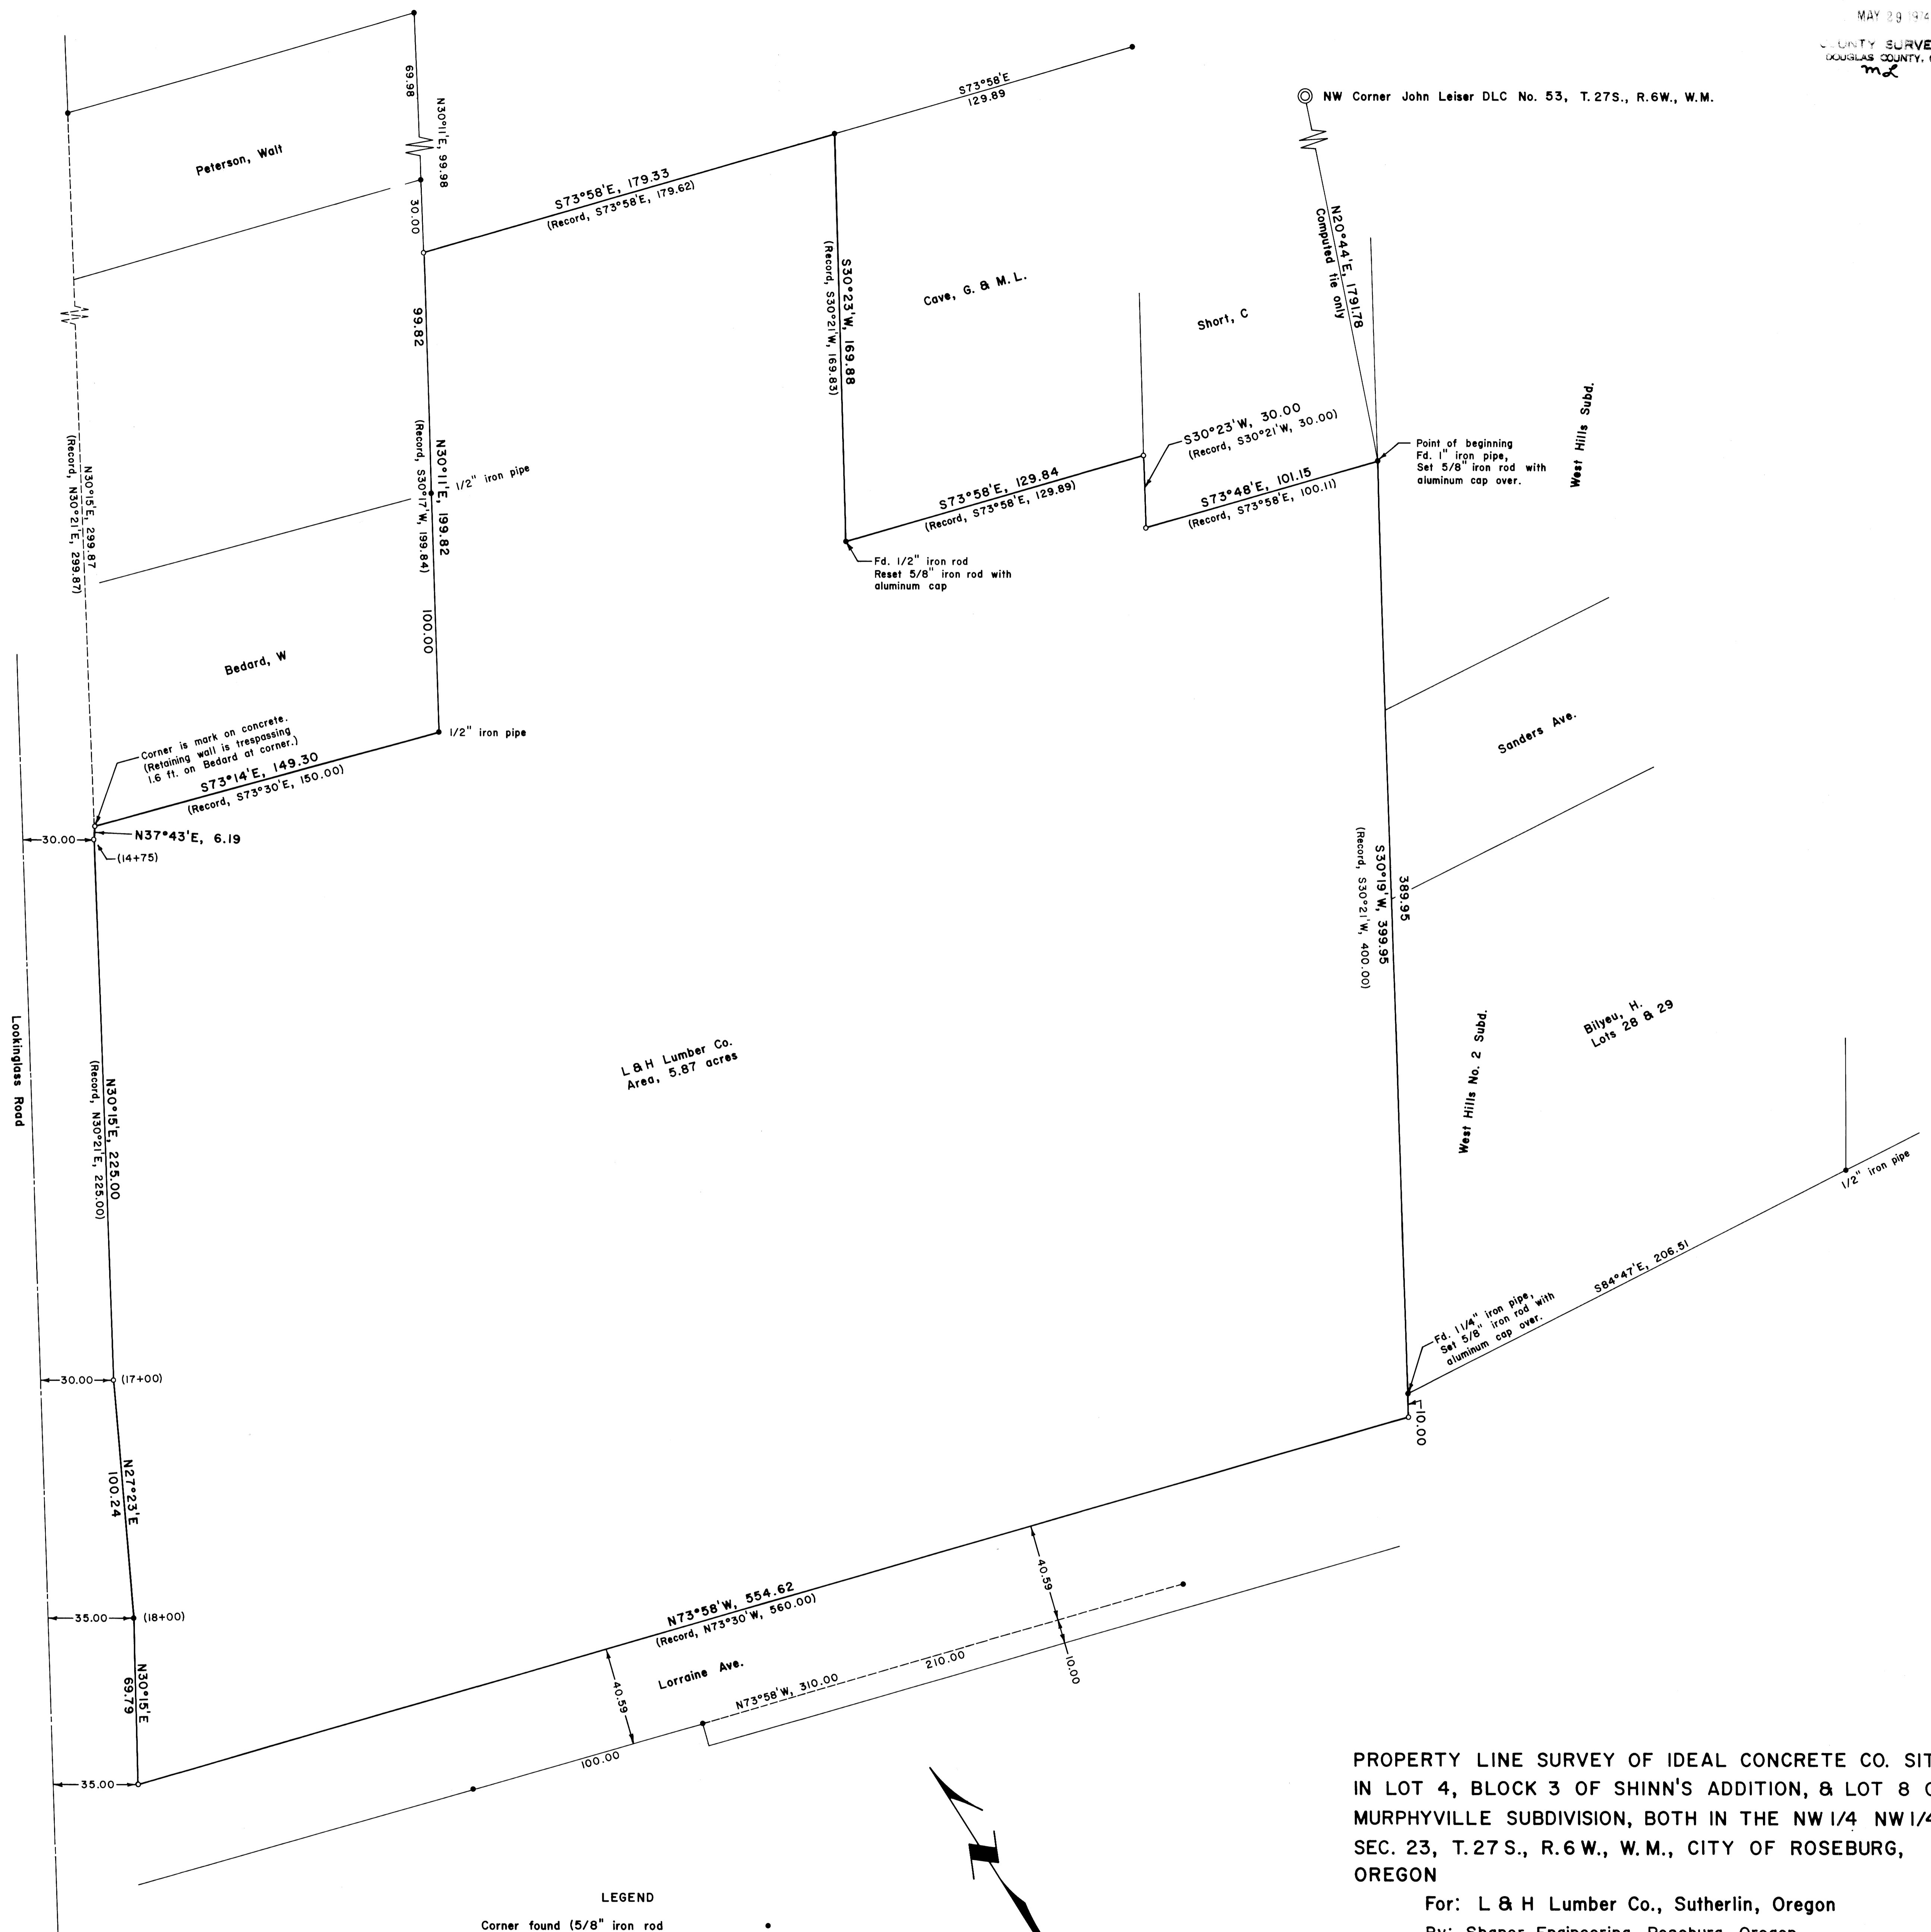 MAY 29 1974
COUNTY SURVE
DOUGLAS COUNTY,
NW Corner John Leiser DLC No. 53, T. 27S., R.6W., W.M.
69.98
N30°11'E, 99.98
30.00
Peterson, Walt
S73°58'E
129.89
S73°58'E, 179.33
(Record, S73°58'E, 179.62)
N20°44'E, 1791.78
Computed tie only
S30°23'W, 169.88
(Record, S30°21'W, 169.83)
Cave, G. & M. L.
Short, C
99.82
N30°11'E, 199.82
(Record, S30°17'W, 199.84)
100.00
1/2" iron pipe
N30°15'E, 299.87
(Record, N30°21'E, 299.87)
S30°23'W, 30.00
(Record, S30°21'W, 30.00)
S73°58'E, 129.84
(Record, S73°58'E, 129.89)
S73°48'E, 101.15
(Record, S73°58'E, 100.11)
Point of beginning
Fd. 1" iron pipe,
Set 5/8" iron rod with
aluminum cap over.
West Hills Subd.
Fd. 1/2" iron rod
Reset 5/8" iron rod with
aluminum cap
Bedard, W
Corner is mark on concrete.
(Retaining wall is trespassing
1.6 ft. on Bedard at corner.)
1/2" iron pipe
S73°14'E, 149.30
(Record, S73°30'E, 150.00)
Sanders Ave.
30.00
N37°43'E, 6.19
(14+75)
389.95
S30°19'W, 399.95
(Record, S30°21'W, 400.00)
L & H Lumber Co.
Area, 5.87 acres
Bilyeu, H.
Lots 28 & 29
West Hills No. 2 Subd.
Lookinglass Road
N30°15'E, 225.00
(Record, N30°21'E, 225.00)
1/2" iron pipe
S84°47'E, 206.51
Fd. 1 1/4" iron pipe,
Set 5/8" iron rod with
aluminum cap over.
30.00
(17+00)
10.00
N27°23'E
100.24
35.00
(18+00)
N73°58'W, 554.62
(Record, N73°30'W, 560.00)
40.59
N30°15'E
69.79
Lorraine Ave.
40.59
N73°58'W, 310.00
210.00
10.00
100.00
35.00
PROPERTY LINE SURVEY OF IDEAL CONCRETE CO. SIT
IN LOT 4, BLOCK 3 OF SHINN'S ADDITION, & LOT 8 O
MURPHYVILLE SUBDIVISION, BOTH IN THE NW 1/4 NW 1/4
SEC. 23, T. 27 S., R. 6 W., W. M., CITY OF ROSEBURG,
OREGON
For: L & H Lumber Co., Sutherlin, Oregon
By: Shaner Engineering, Roseburg, Oregon
N
LEGEND
Corner found (5/8" iron rod